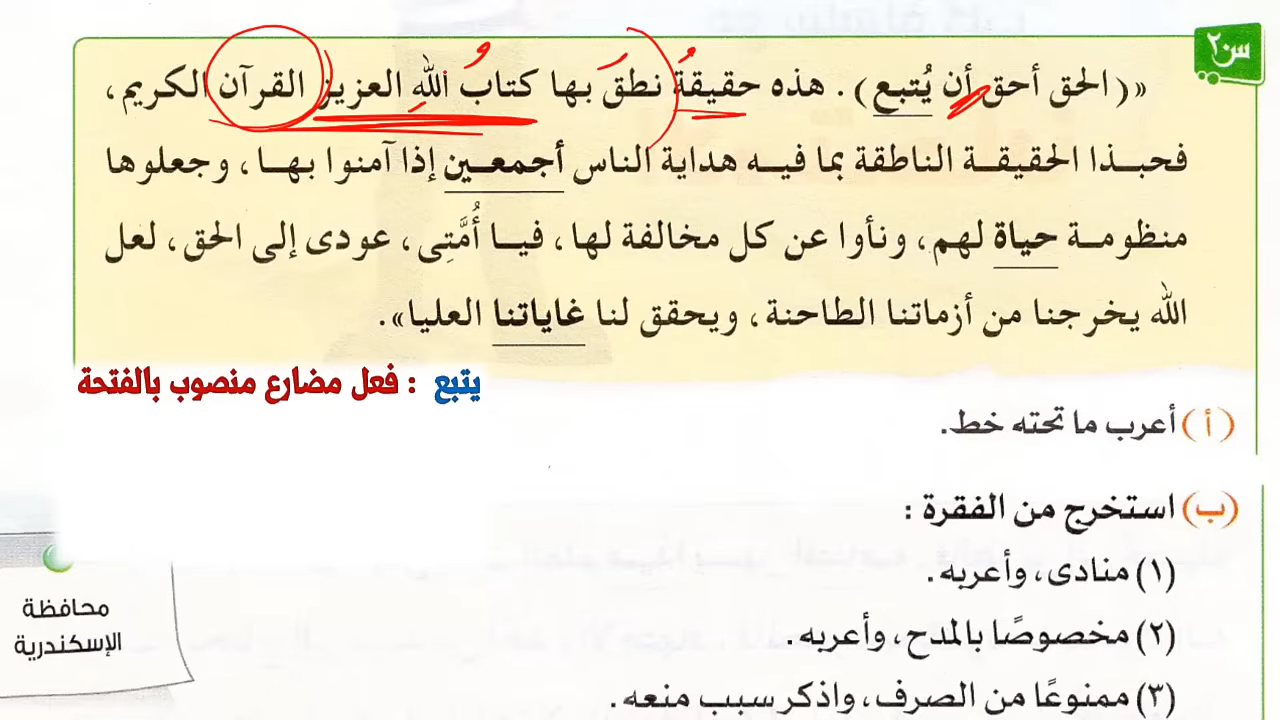 س٢
«(الحق أحق أن يُتبع). هذه حقيقةُ نطقَ بها كتابُ الله العزيز القرآن الكريم،
فحبذا الحقيقة الناطقة بما فيه هداية الناس أجمعين إذا آمنوا بها، وجعلوها
منظومة حياة لهم، ونأوا عن كل مخالفة لها، فيا أُمَّتِى، عودى إلى الحق، لعل
الله يخرجنا من أزماتنا الطاحنة، ويحقق لنا غاياتنا العليا».
يتبع : فعل مضارع منصوب بالفتحة
(أ) أعرب ما تحته خط.
(ب) استخرج من الفقرة :
(١) منادى، وأعربه.
(٢) مخصوصًا بالمدح، وأعربه.
(٣) ممنوعًا من الصرف، واذكر سبب منعه.
محافظة
الإسكندرية